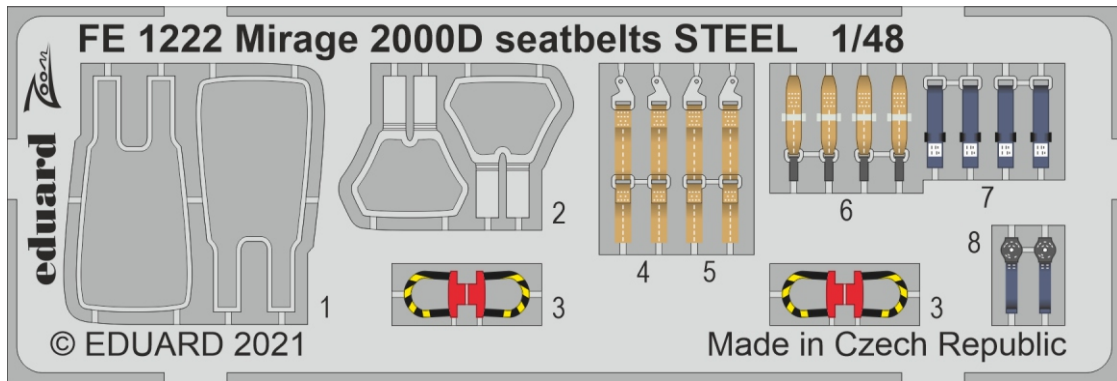 FE 1222 Mirage 2000D seatbelts STEEL 1/48
Zoom
eduard
1
2
3
4
5
6
7
8
3
© EDUARD 2021
Made in Czech Republic